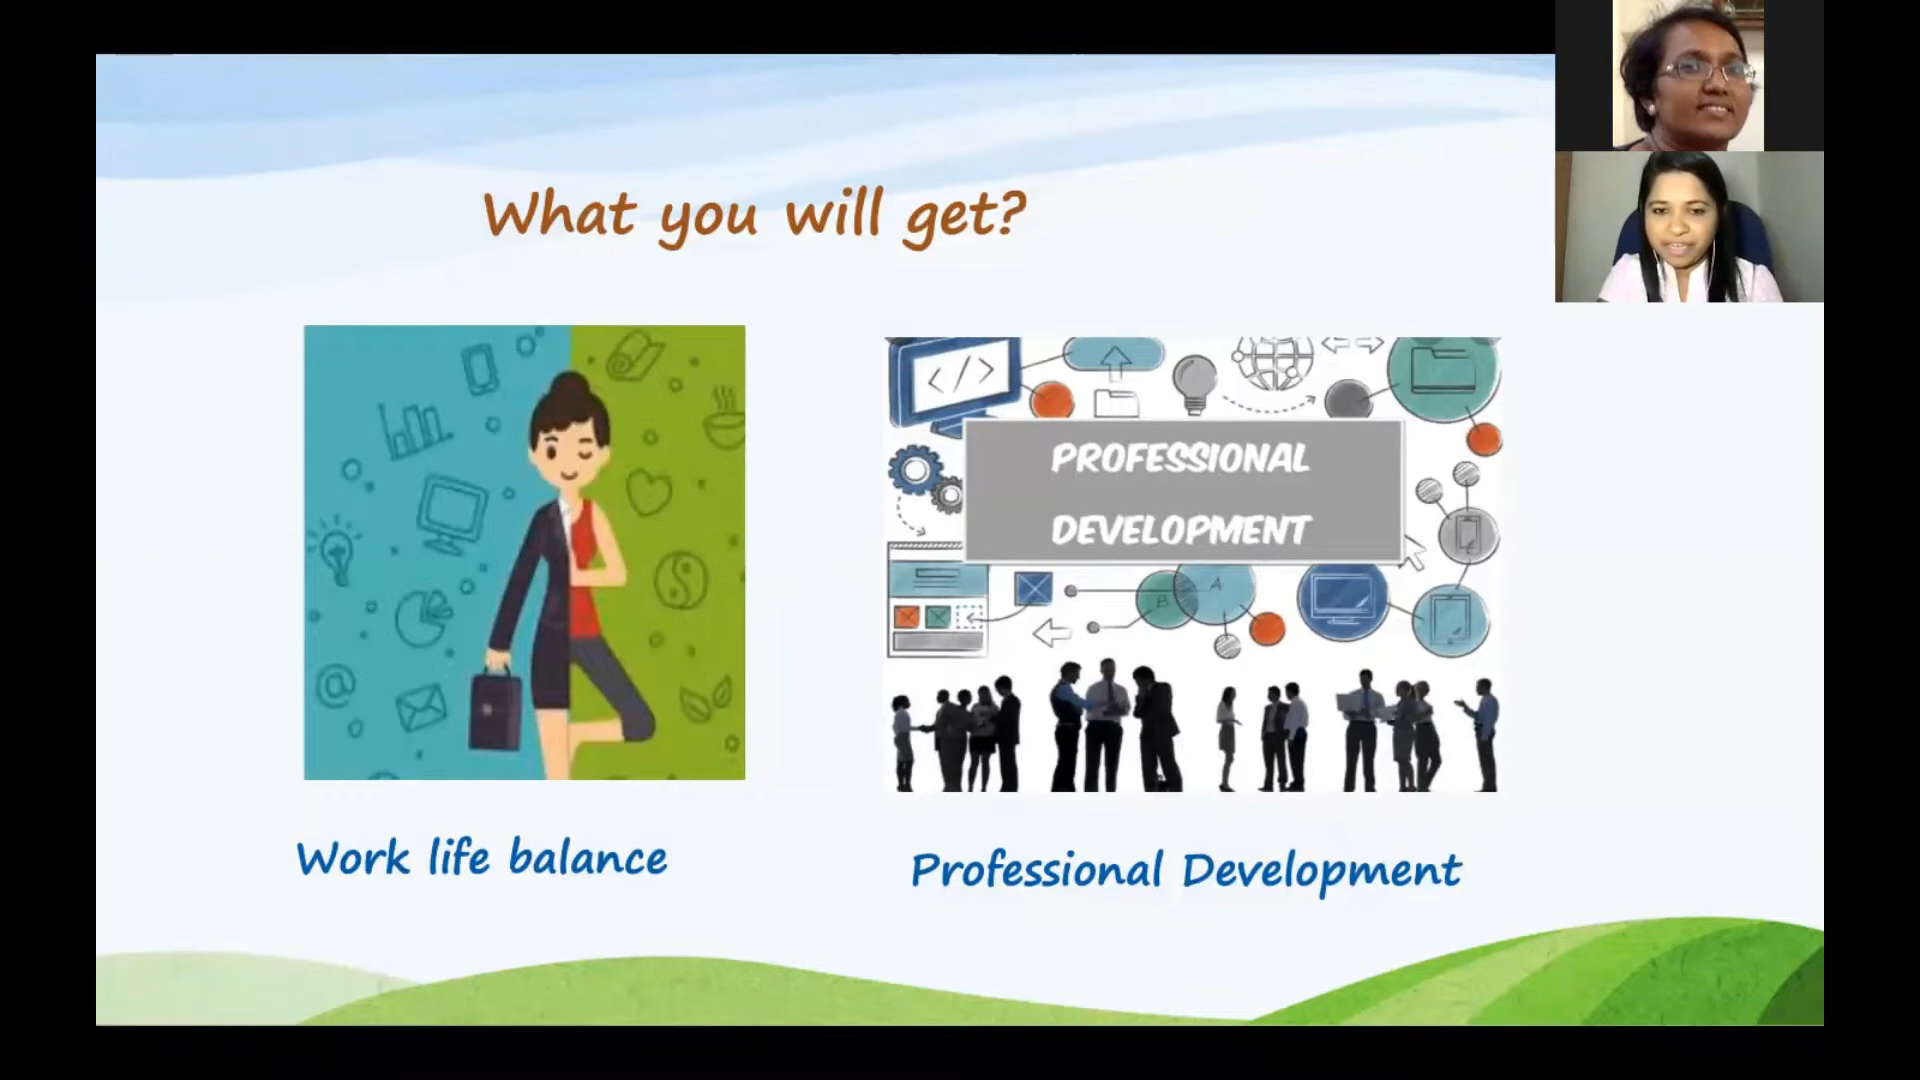 What you will get?
</>
PROFESSIONAL
DEVELOPMENT
B
A
@
Work life balance
Professional Development